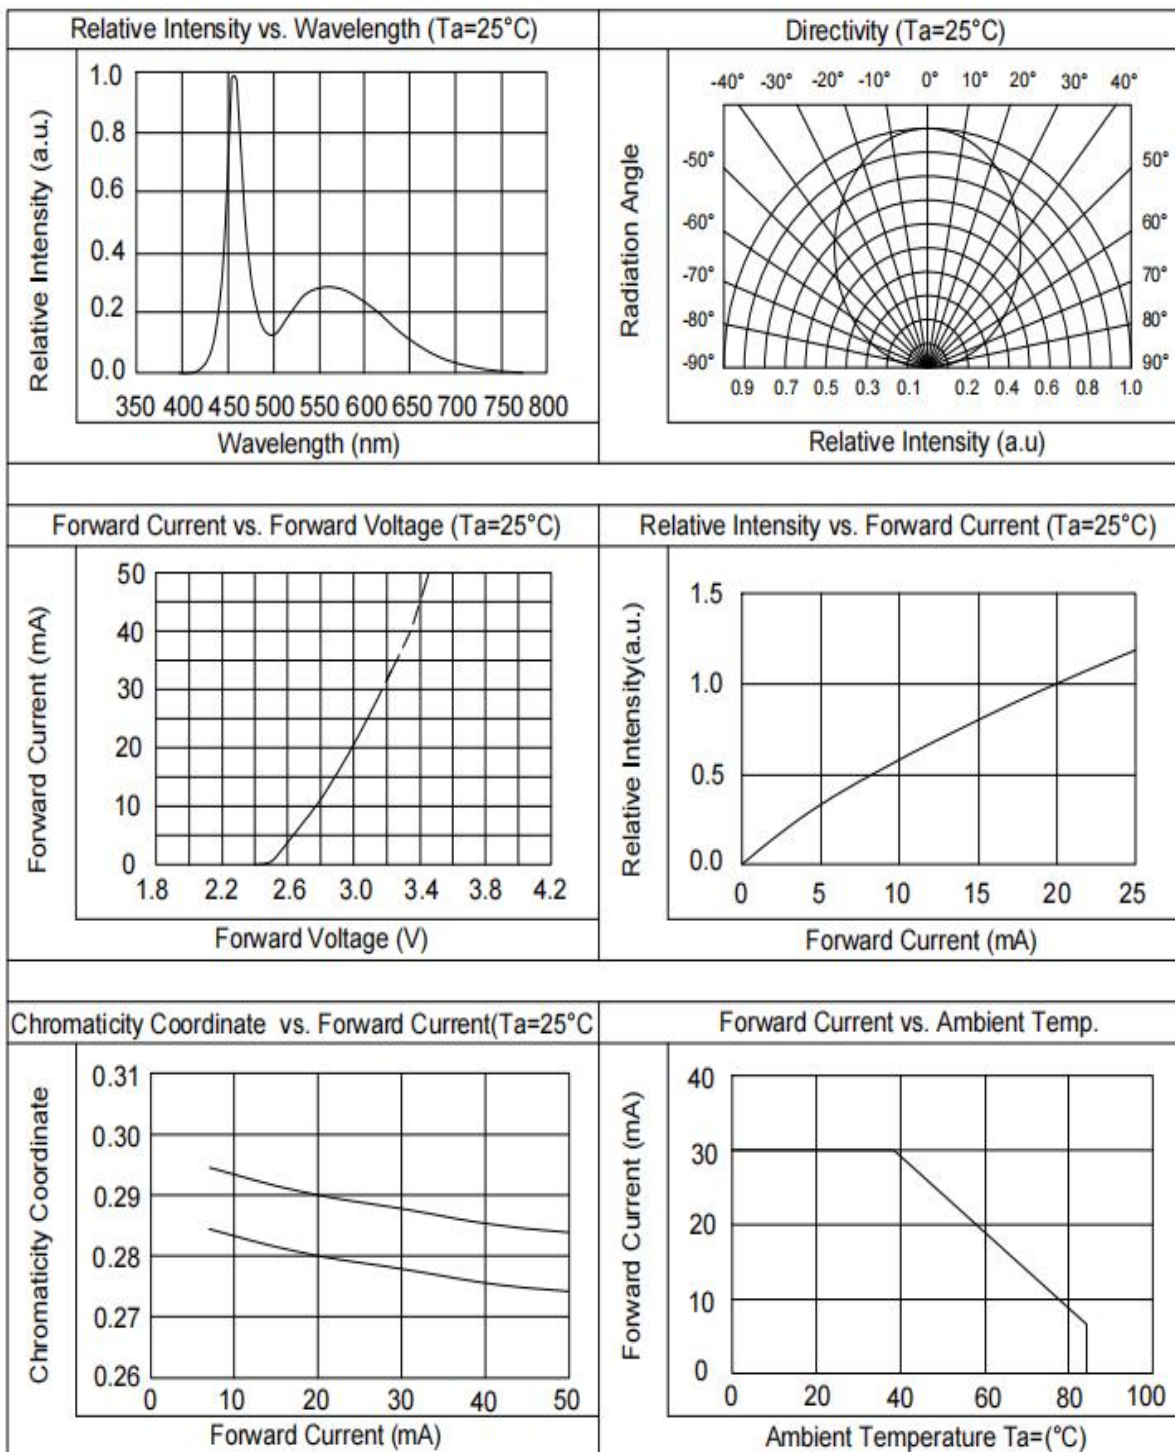 Relative Intensity vs. Wavelength (Ta=25°C)
Relative Intensity (a.u.)
1.0
0.8
0.6
0.4
0.2
0.0
350 400 450 500 550 600 650 700 750 800
Wavelength (nm)
Directivity (Ta=25°C)
Radiation Angle
-40° -30° -20° -10° 0° 10° 20° 30° 40°
-50° 50°
-60° 60°
-70° 70°
-80° 80°
-90° 90°
0.9 0.7 0.5 0.3 0.1 0.2 0.4 0.6 0.8 1.0
Relative Intensity (a.u)
Forward Current vs. Forward Voltage (Ta=25°C)
Forward Current (mA)
50
40
30
20
10
0
1.8 2.2 2.6 3.0 3.4 3.8 4.2
Forward Voltage (V)
Relative Intensity vs. Forward Current (Ta=25°C)
Relative Intensity(a.u.)
1.5
1.0
0.5
0.0
0 5 10 15 20 25
Forward Current (mA)
Chromaticity Coordinate vs. Forward Current(Ta=25°C
Chromaticity Coordinate
0.31
0.30
0.29
0.28
0.27
0.26
0 10 20 30 40 50
Forward Current (mA)
Forward Current vs. Ambient Temp.
Forward Current (mA)
40
30
20
10
0
0 20 40 60 80 100
Ambient Temperature Ta=(°C)